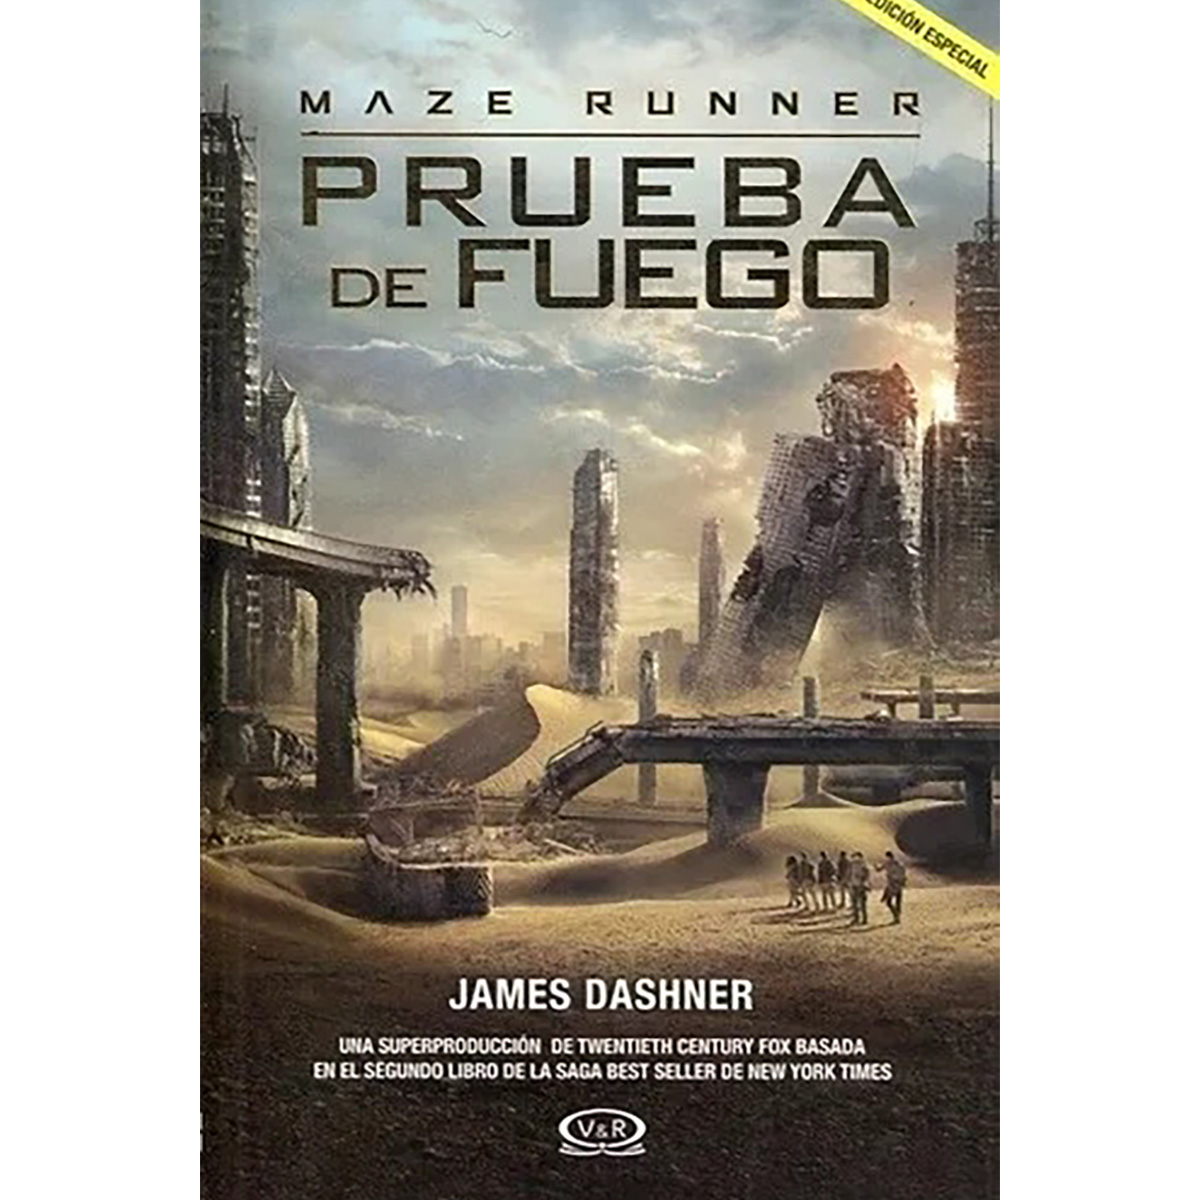 EDICIÓN ESPECIAL
MAZE RUNNER
PRUEBA
DE FUEGO
JAMES DASHNER
UNA SUPERPRODUCCIÓN DE TWENTIETH CENTURY FOX BASADA
EN EL SEGUNDO LIBRO DE LA SAGA BEST SELLER DE NEW YORK TIMES
V&R